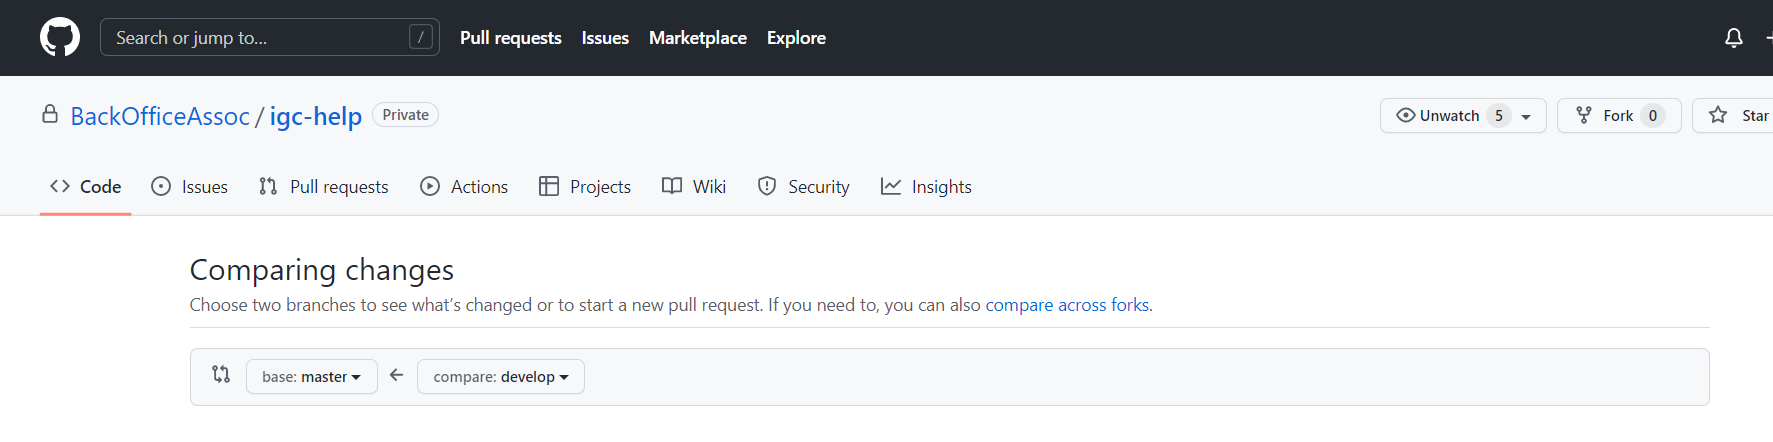 Search or jump to... / Pull requests Issues Marketplace Explore
BackOfficeAssoc / igc-help Private Unwatch 5 Fork 0 Star
Code Issues Pull requests Actions Projects Wiki Security Insights
Comparing changes
Choose two branches to see what's changed or to start a new pull request. If you need to, you can also compare across forks.
base: master compare: develop